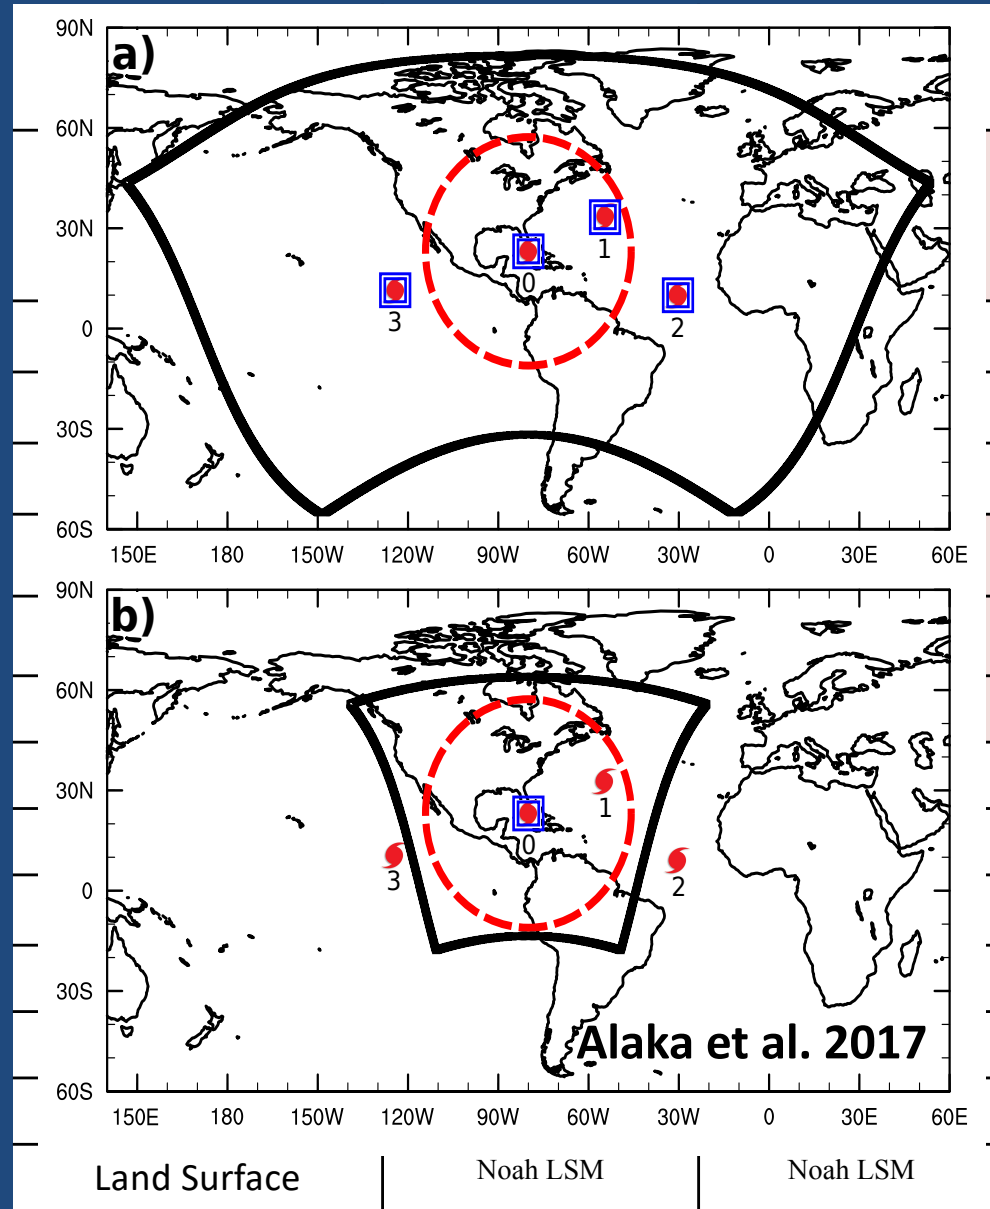 90N
a)
60N
30N
1
0
3
2
0
30S
60S
150E 180 150W 120W 90W 60W 30W 0 30E 60E
90N
b)
60N
30N
1
0
3
2
0
30S
Alaka et al. 2017
60S
150E 180 150W 120W 90W 60W 30W 0 30E 60E
Land Surface Noah LSM Noah LSM